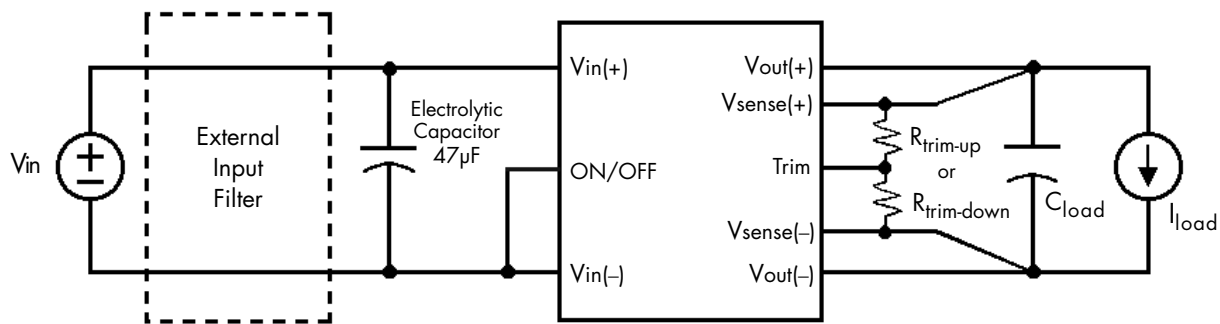 Vin
External
Input
Filter
Electrolytic
Capacitor
47µF
Vin(+)
ON/OFF
Vin(–)
Vout(+)
Vsense(+)
Trim
Vsense(–)
Vout(–)
Rtrim-up
or
Rtrim-down
Cload
Iload